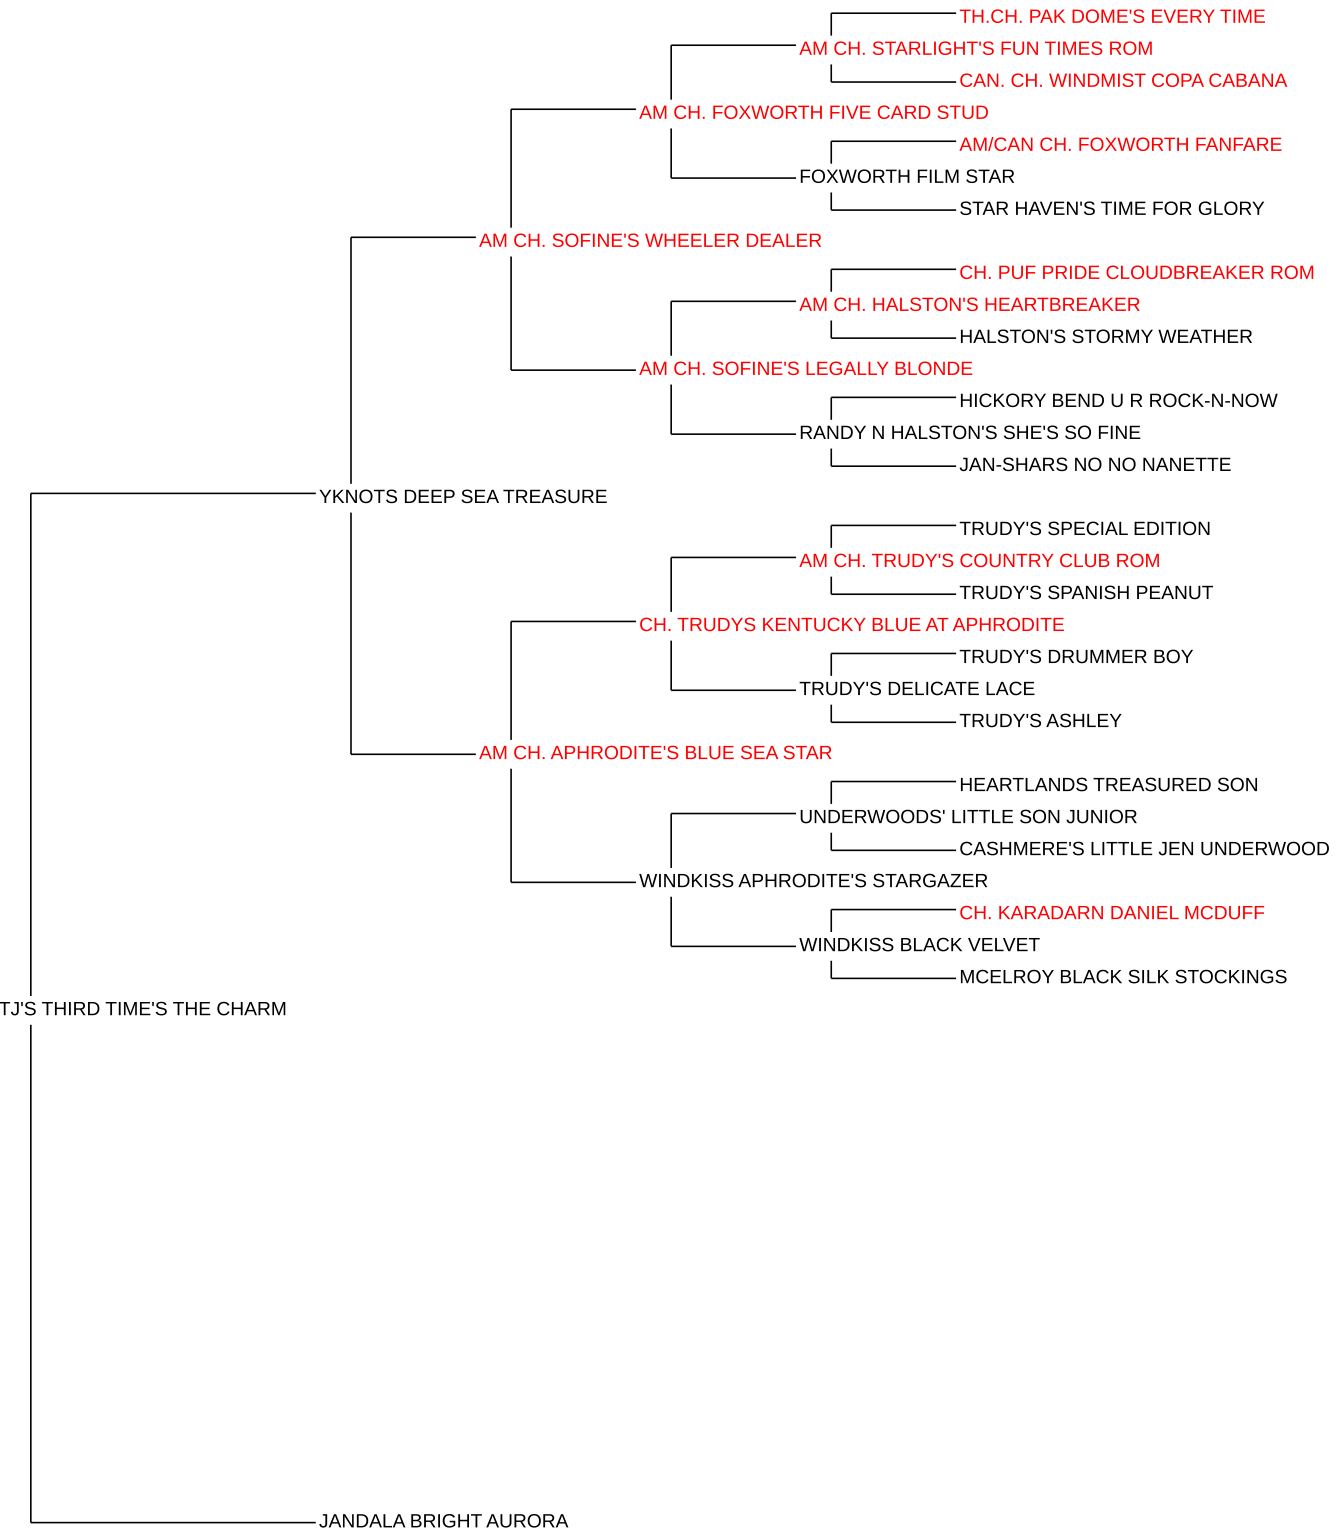 TH.CH. PAK DOME'S EVERY TIME
AM CH. STARLIGHT'S FUN TIMES ROM
CAN. CH. WINDMIST COPA CABANA
AM CH. FOXWORTH FIVE CARD STUD
AM/CAN CH. FOXWORTH FANFARE
FOXWORTH FILM STAR
STAR HAVEN'S TIME FOR GLORY
AM CH. SOFINE'S WHEELER DEALER
CH. PUF PRIDE CLOUDBREAKER ROM
AM CH. HALSTON'S HEARTBREAKER
HALSTON'S STORMY WEATHER
AM CH. SOFINE'S LEGALLY BLONDE
HICKORY BEND U R ROCK-N-NOW
RANDY N HALSTON'S SHE'S SO FINE
JAN-SHARS NO NO NANETTE
YKNOTS DEEP SEA TREASURE
TRUDY'S SPECIAL EDITION
AM CH. TRUDY'S COUNTRY CLUB ROM
TRUDY'S SPANISH PEANUT
CH. TRUDYS KENTUCKY BLUE AT APHRODITE
TRUDY'S DRUMMER BOY
TRUDY'S DELICATE LACE
TRUDY'S ASHLEY
AM CH. APHRODITE'S BLUE SEA STAR
HEARTLANDS TREASURED SON
UNDERWOODS' LITTLE SON JUNIOR
CASHMERE'S LITTLE JEN UNDERWOOD
WINDKISS APHRODITE'S STARGAZER
CH. KARADARN DANIEL MCDUFF
WINDKISS BLACK VELVET
MCELROY BLACK SILK STOCKINGS
TJ'S THIRD TIME'S THE CHARM
JANDALA BRIGHT AURORA